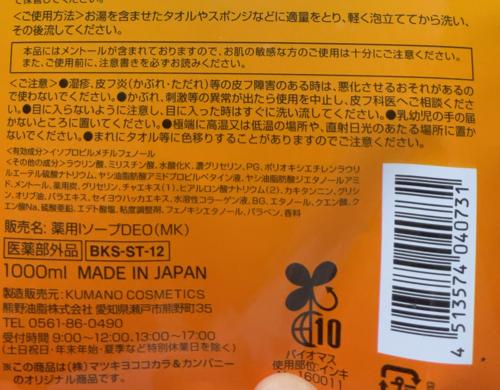 ＜ご使用方法＞お湯を含ませたタオルやスポンジなどに適量をとり、軽く泡立ててから洗い、
その後流してください。
本品にはメントールが含まれておりますので、お肌の敏感な方のご使用は十分にご注意ください。
また、ご使用前に、注意書きを必ずお読みください。
＜ご注意＞●湿疹、皮フ炎(かぶれ・ただれ)等の皮フ障害のある時は、悪化させるおそれがあるの
で使わないでください。●かぶれ、刺激等の異常が出たら使用を中止し、皮フ科医へご相談くださ
い。●目に入らないように注意し、目に入った時はすぐに洗い流してください。●乳幼児の手の届
かないところに置いてください。●極端に高温又は低温の場所や、直射日光のあたる場所に置か
ないでください。●まれにタオル等に色移りすることがありますのでご注意ください。
＜有効成分＞イソプロピルメチルフェノール
＜その他の成分＞ラウリン酸、ミリスチン酸、水酸化K、濃グリセリン、PG、ポリオキシエチレンラウリ
ルエーテル硫酸ナトリウム、ヤシ油脂肪酸アミドプロピルベタイン液、ヤシ油脂肪酸ジエタノールアミ
ド、メントール、薬用炭、グリセリン、チャエキス(1)、ヒアルロン酸ナトリウム(2)、カキタンニン、グリシ
ン、オリブ油、パラミス、セイヨウハッカエキス、水溶性コラーゲン液、BG、エタノール、クエン酸、ク
エン酸Na、硫酸亜鉛、エデト酸塩、粘度調整剤、フェノキシエタノール、パラベン、香料
販売名: 薬用ソープDEO(MK)
医薬部外品 BKS-ST-12
1000ml MADE IN JAPAN
製造販売元: KUMANO COSMETICS
熊野油脂株式会社 愛知県瀬戸市熊野町35
TEL 0561-86-0490
受付時間 9:00~12:00、13:00~17:00
(土日祝日・年末年始・夏季など特別休業日を除く)
※この商品は(株)マツキヨココカラ&カンパニー
のオリジナル商品です。
10
バイオマス
使用部位:インキ
No.160011
4 513574 040731